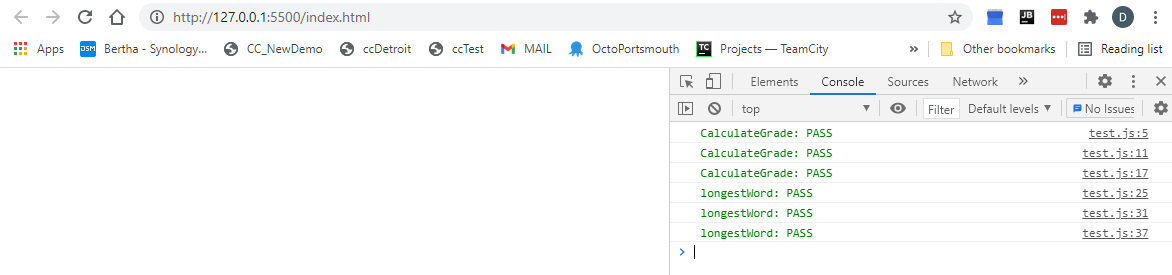 http://127.0.0.1:5500/index.html
D
Apps Bertha - Synology... CC_NewDemo ccDetroit ccTest MAIL OctoPortsmouth Projects — TeamCity » Other bookmarks Reading list
Elements Console Sources Network »
top Filter Default levels No Issues
CalculateGrade: PASS test.js:5
CalculateGrade: PASS test.js:11
CalculateGrade: PASS test.js:17
longestWord: PASS test.js:25
longestWord: PASS test.js:31
longestWord: PASS test.js:37